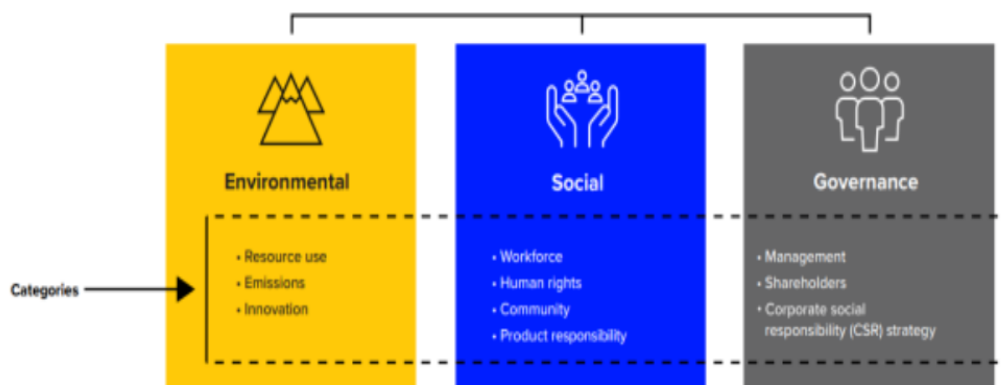 Environmental
Social
Governance
Categories
• Resource use
• Emissions
• Innovation
• Workforce
• Human rights
• Community
• Product responsibility
• Management
• Shareholders
• Corporate social
responsibility (CSR) strategy